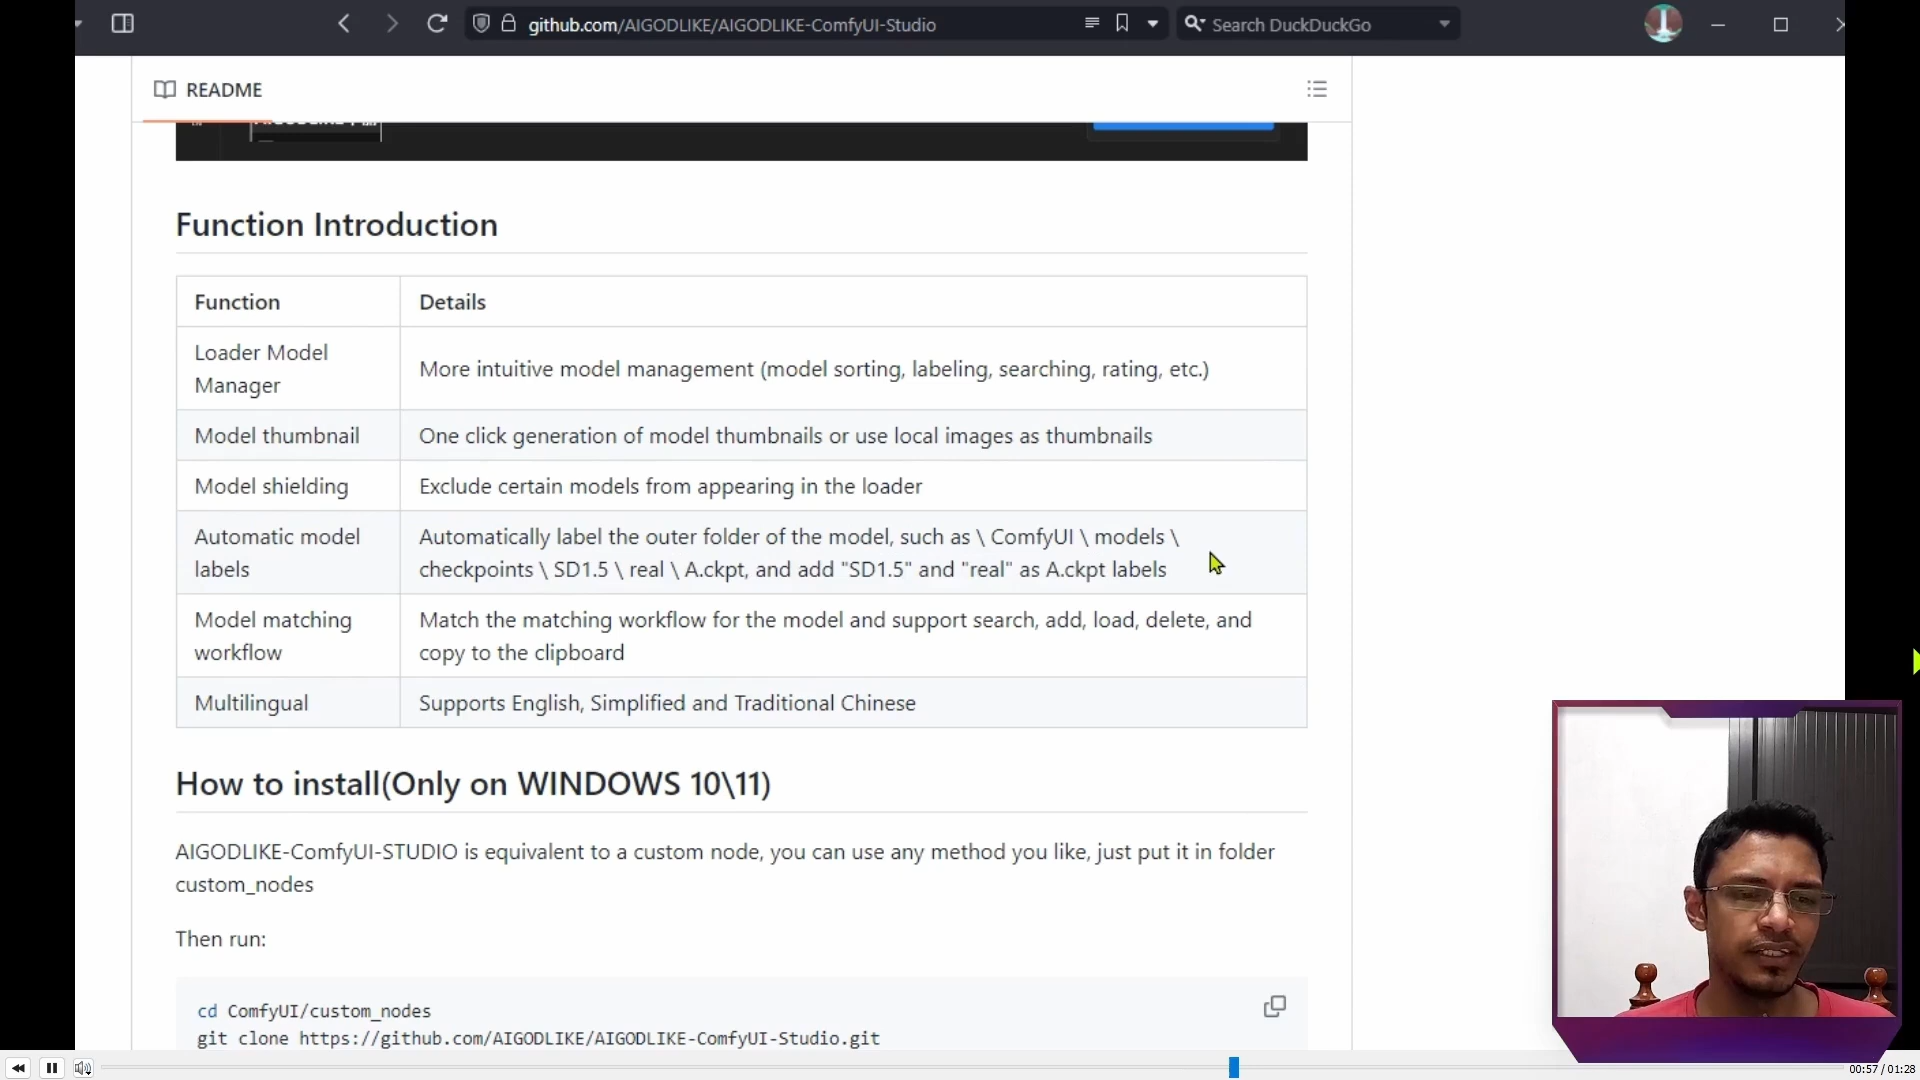 github.com/AIGODLIKE/AIGODLIKE-ComfyUI-Studio
Search DuckDuckGo
README
Function Introduction
Function Details
Loader Model Manager
More intuitive model management (model sorting, labeling, searching, rating, etc.)
Model thumbnail
One click generation of model thumbnails or use local images as thumbnails
Model shielding
Exclude certain models from appearing in the loader
Automatic model labels
Automatically label the outer folder of the model, such as \ ComfyUI \ models \
checkpoints \ SD1.5 \ real \ A.ckpt, and add "SD1.5" and "real" as A.ckpt labels
Model matching workflow
Match the matching workflow for the model and support search, add, load, delete, and
copy to the clipboard
Multilingual
Supports English, Simplified and Traditional Chinese
How to install(Only on WINDOWS 10\11)
AIGODLIKE-ComfyUI-STUDIO is equivalent to a custom node, you can use any method you like, just put it in folder
custom_nodes
Then run:
cd ComfyUI/custom_nodes
git clone https://github.com/AIGODLIKE/AIGODLIKE-ComfyUI-Studio.git
00:57 / 01:28